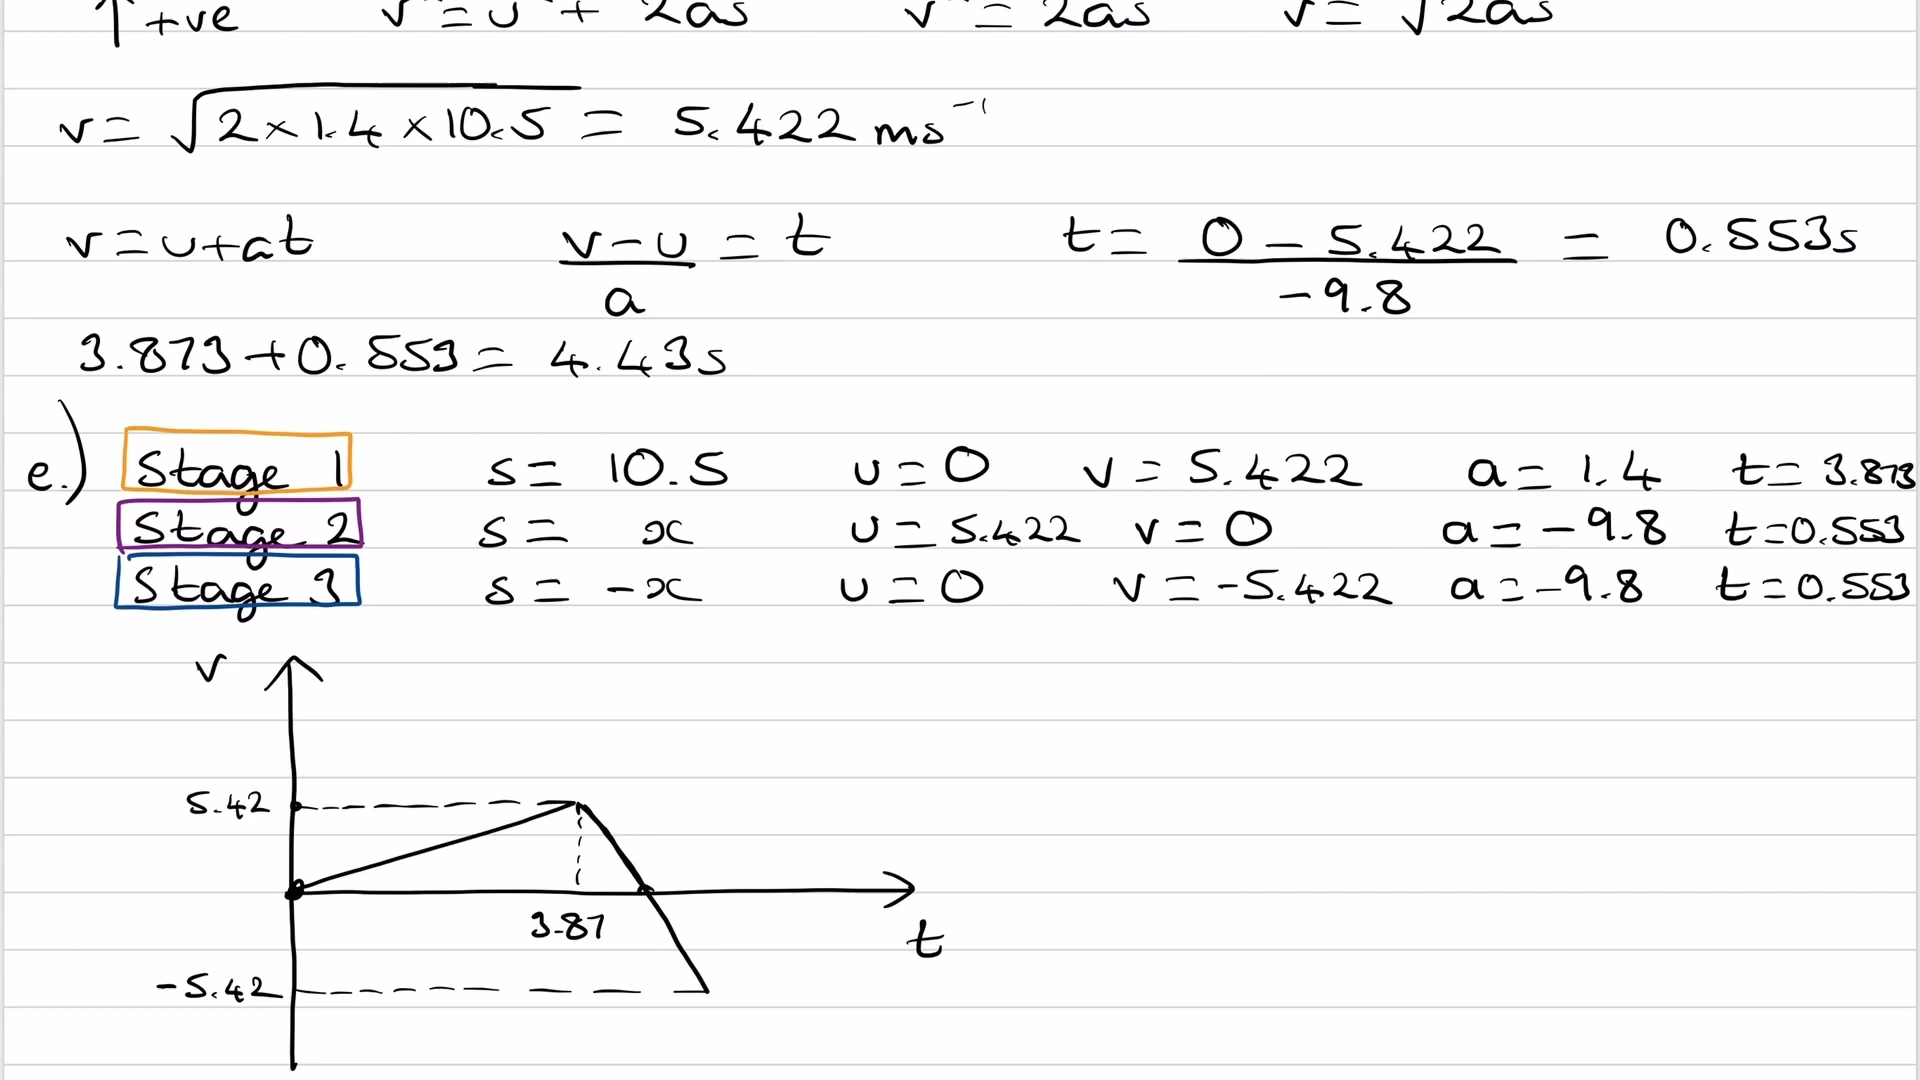 ↑+ve v² = u² + 2as v² = 2as v = √2as
v = √2×1.4×10.5 = 5.422 ms⁻¹
v = u+at v-u/a = t t = 0 - 5.422/-9.8 = 0.553s
3.873+0.553 = 4.43s
e.) Stage 1 s = 10.5 u = 0 v = 5.422 a = 1.4 t = 3.873
Stage 2 s = x u = 5.422 v = 0 a = -9.8 t = 0.553
Stage 3 s = -x u = 0 v = -5.422 a = -9.8 t = 0.553
v
5.42
3.87
t
-5.42